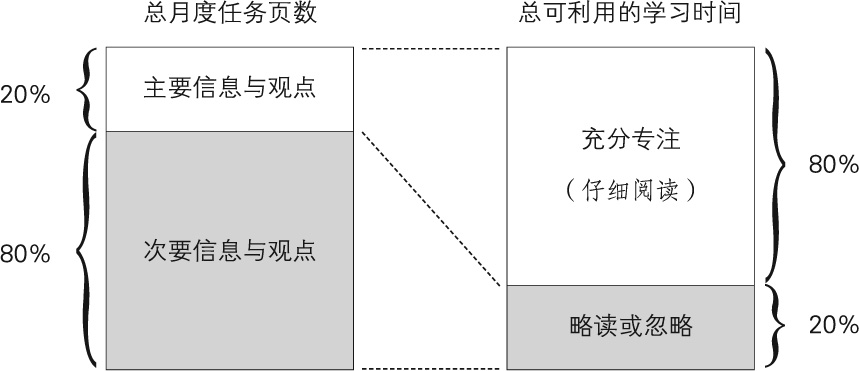 总月度任务页数
总可利用的学习时间
20%
主要信息与观点
80%
次要信息与观点
充分专注
（仔细阅读）
80%
略读或忽略
20%